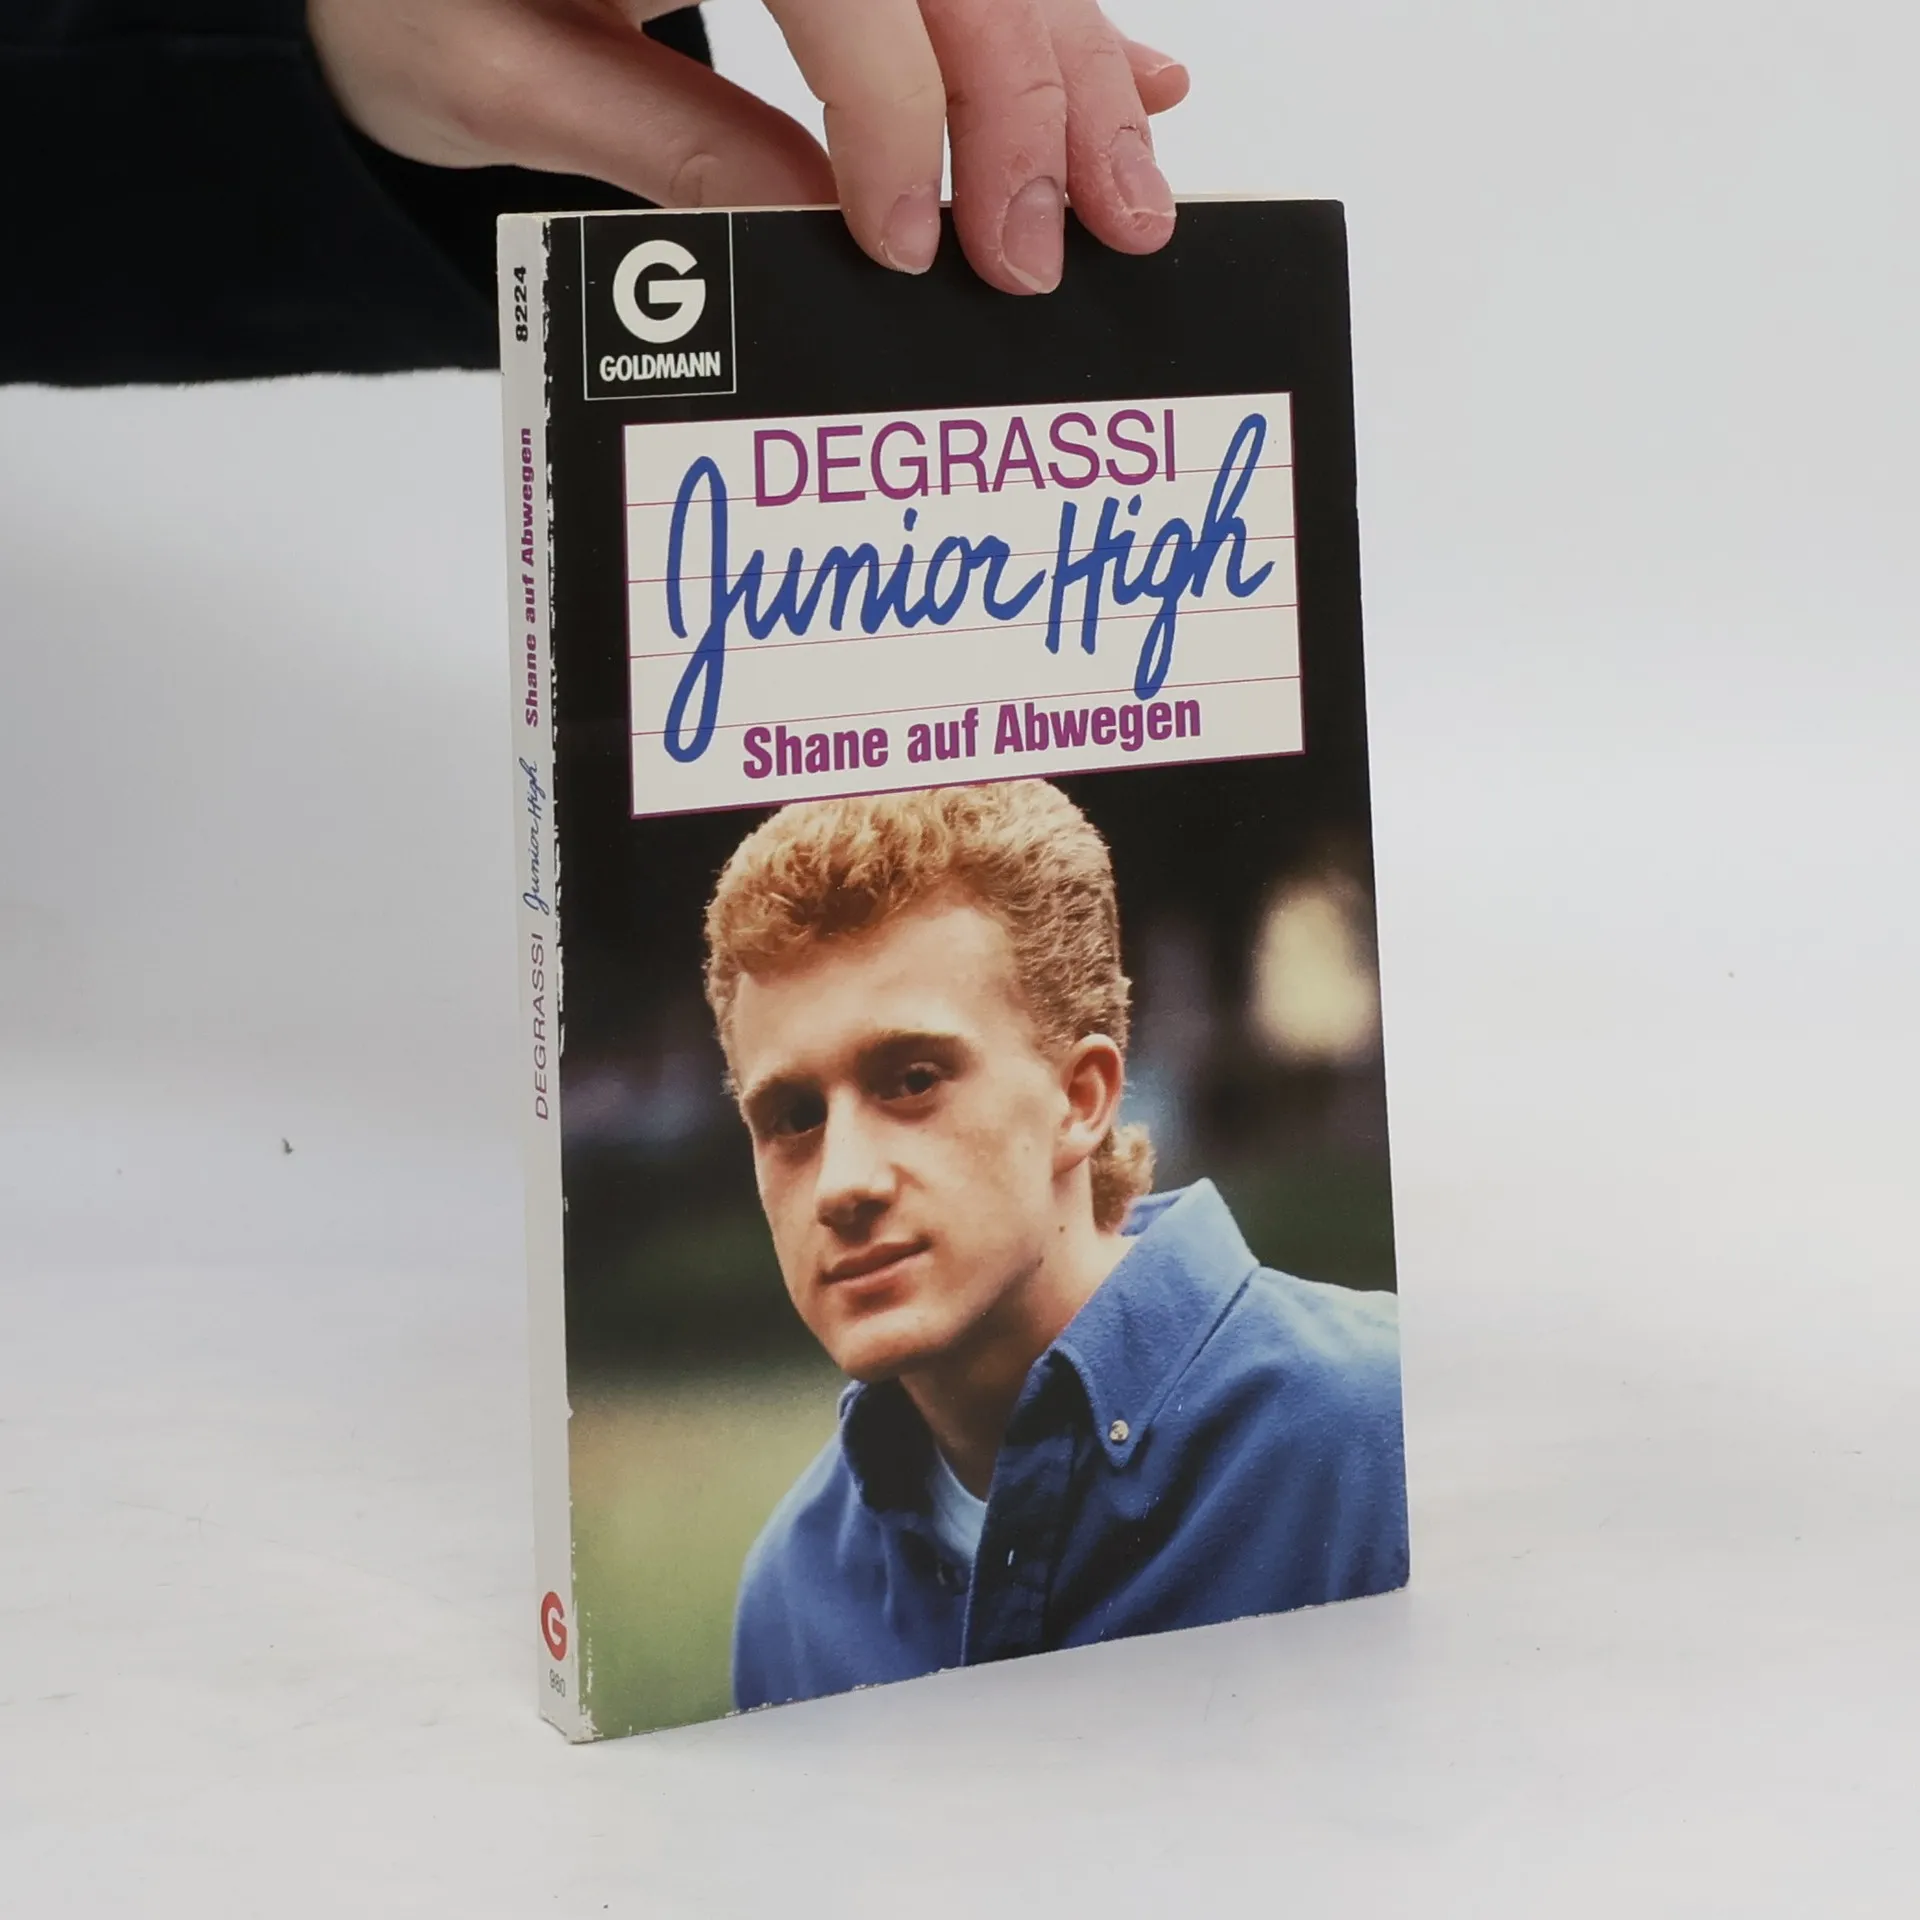 G
GOLDMANN
DEGRASSI
Junior High
Shane auf Abwegen
8224
Shane auf Abwegen
DEGRASSI Junior High
G
980